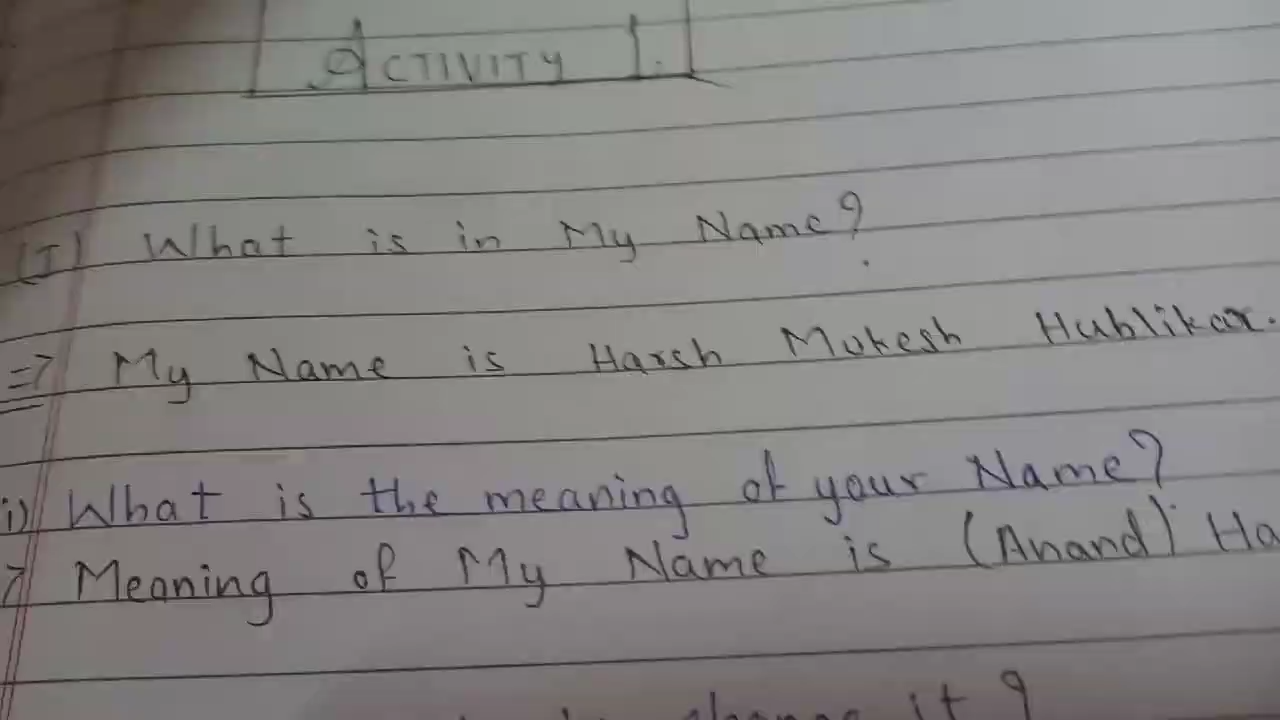 ACTIVITY 1.
(I) What is in My Name?
=> My Name is Harsh Mukesh Hublikar.
i) What is the meaning of your Name?
Meaning of My Name is (Anand) Ha
change it ?